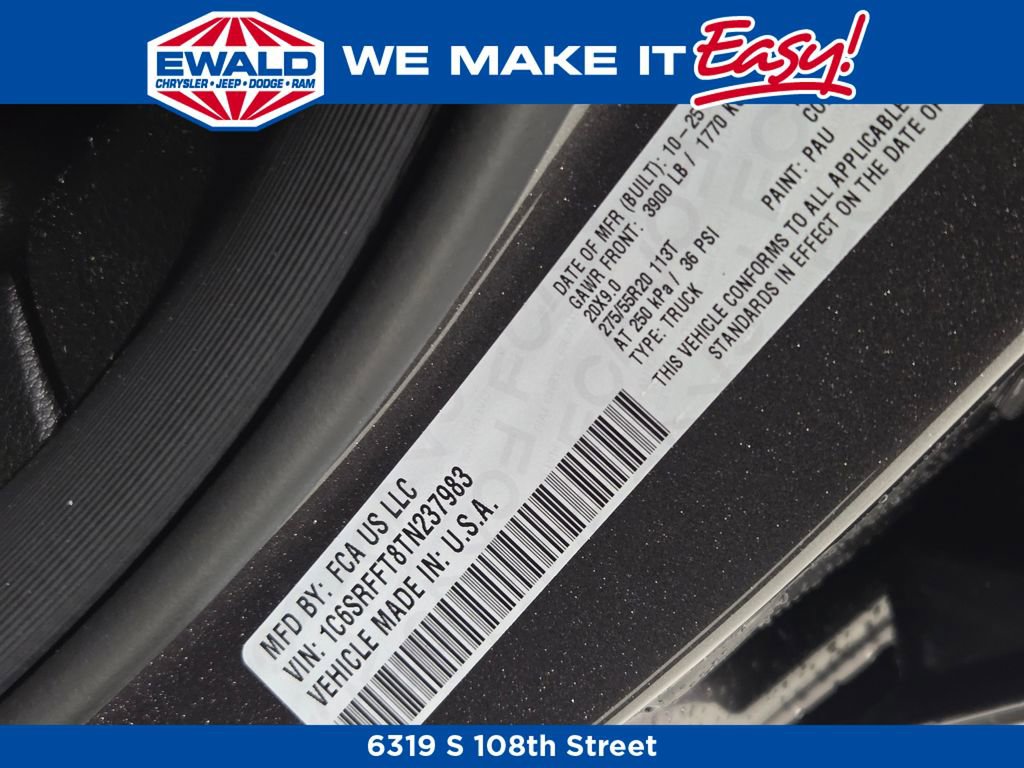 EWALD
CHRYSLER • JEEP • DODGE • RAM
WE MAKE IT Easy!
MFD BY: FCA US LLC
VIN: 1C6SRFFT8TN237983
VEHICLE MADE IN: U.S.A.
DATE OF MFR (BUILT): 10-25
GAWR FRONT: 3900 LB / 1770 K
20X9.0
275/55R20 113T
AT 250 kPa / 36 PSI
TYPE: TRUCK
PAINT: PAU
CO
THIS VEHICLE CONFORMS TO ALL APPLICABLE
STANDARDS IN EFFECT ON THE DATE OF
6319 S 108th Street